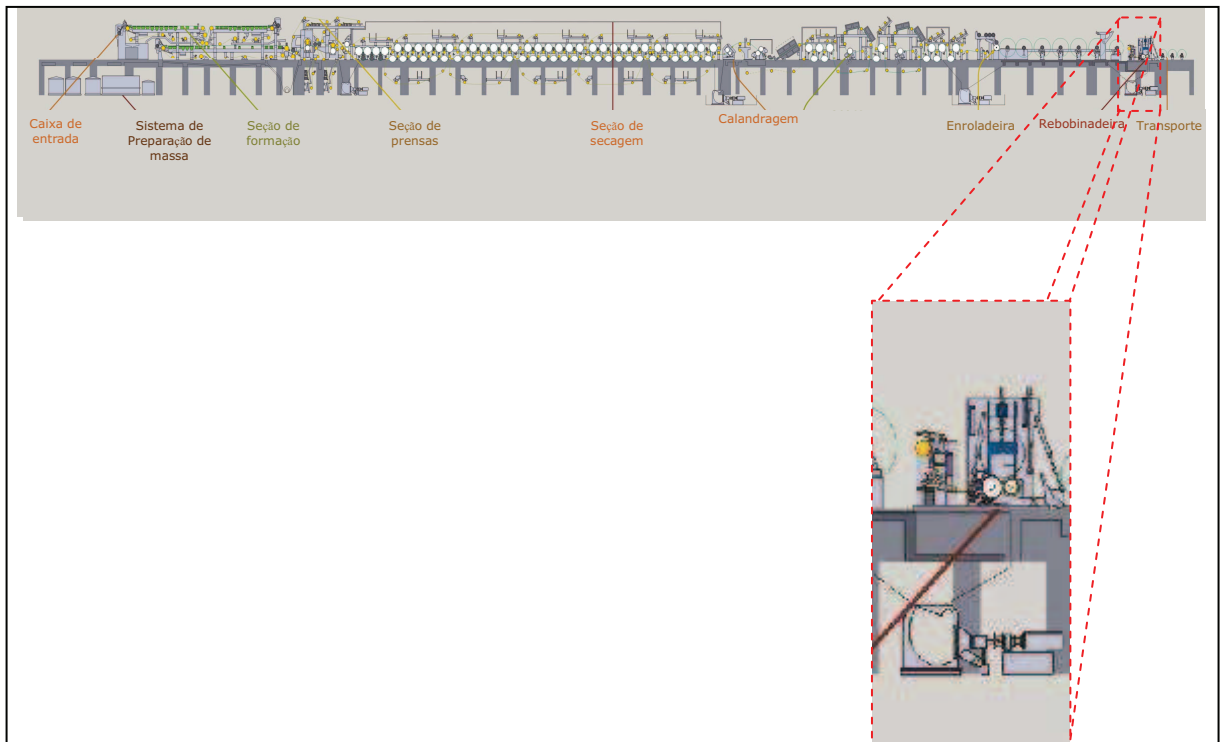 Caixa de
entrada
Sistema de
Preparação de
massa
Seção de
formação
Seção de
prensas
Seção de
secagem
Calandragem
Enroladeira
Rebobinadeira
Transporte